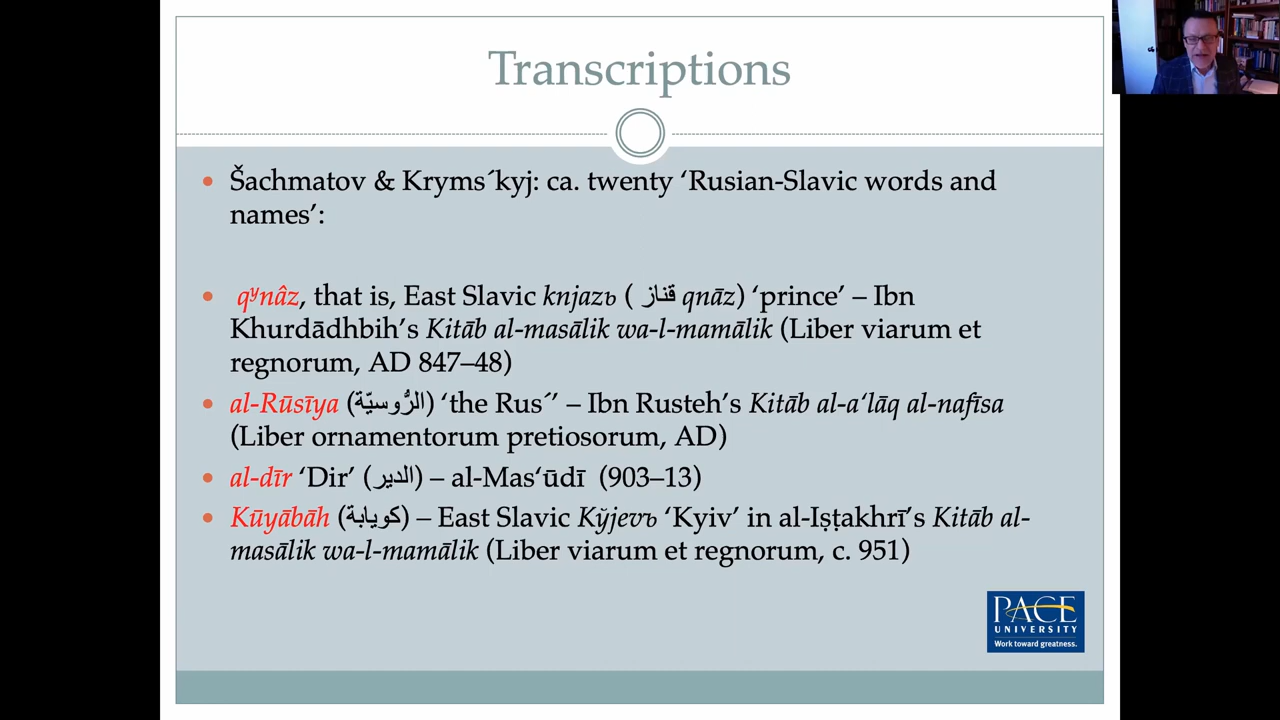 Transcriptions
• Šachmatov & Kryms´kyj: ca. twenty ‘Rusian-Slavic words and
names’:
• qʸnâz, that is, East Slavic knjazъ ( قناز qnāz) ‘prince’ – Ibn
Khurdādhbih’s Kitāb al-masālik wa-l-mamālik (Liber viarum et
regnorum, AD 847–48)
• al-Rūsīya (الرُّوسيّة) ‘the Rus´’ – Ibn Rusteh’s Kitāb al-a‘lāq al-nafīsa
(Liber ornamentorum pretiosorum, AD)
• al-dīr ‘Dir’ (الدير) – al-Mas‘ūdī (903–13)
• Kūyābāh (كويابة) – East Slavic Ky̆jevъ ‘Kyiv’ in al-Iṣṭakhrī’s Kitāb al-
masālik wa-l-mamālik (Liber viarum et regnorum, c. 951)
PACE
UNIVERSITY
Work toward greatness.